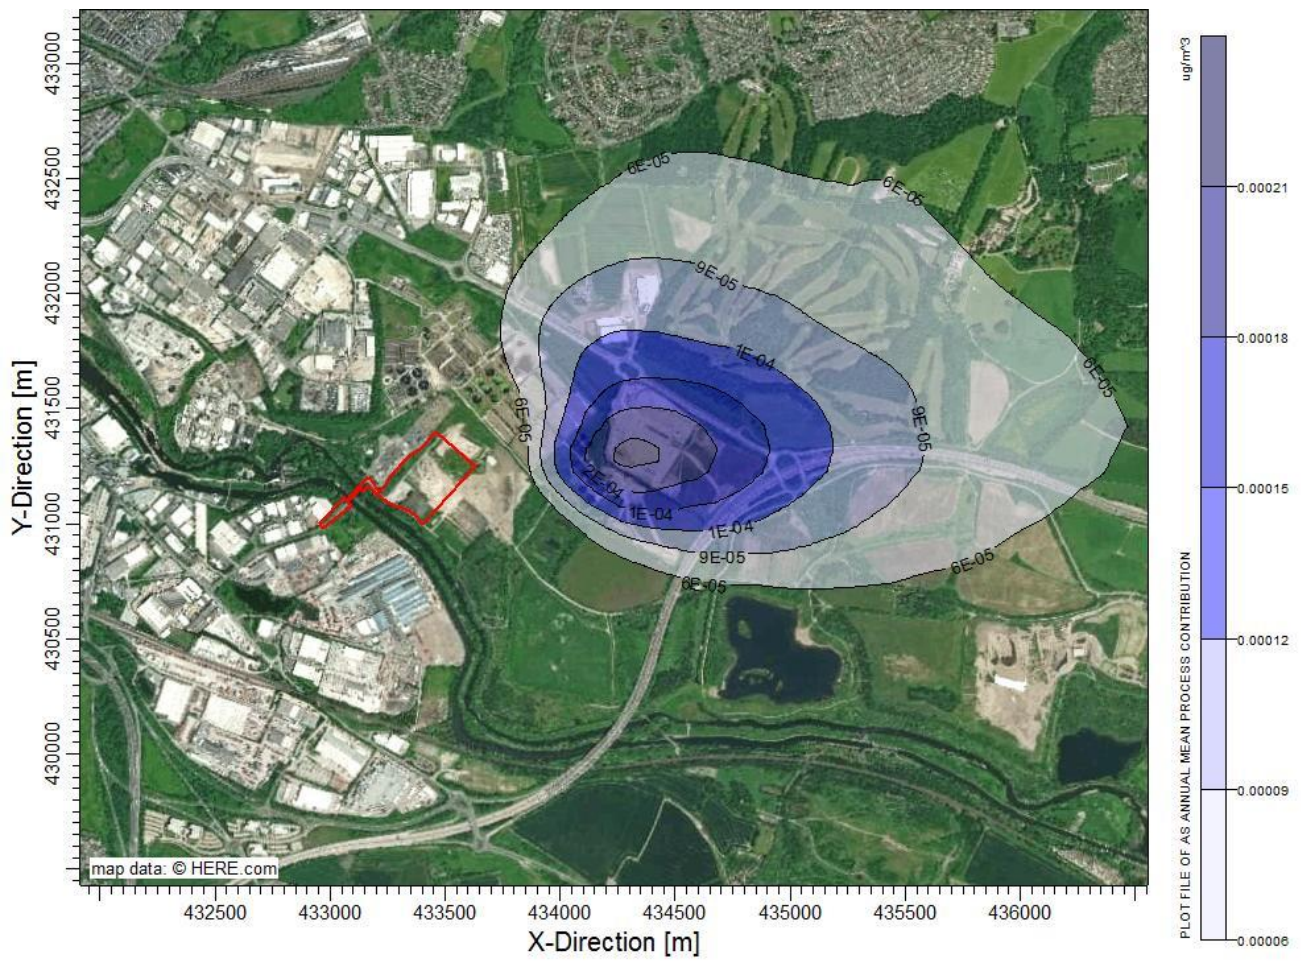 433000
432500
432000
431500
431000
430500
430000
Y-Direction [m]
6E-05
6E-05
9E-05
1E-04
6E-05
6E-05
9E-05
2E-04
1E-04
1E-04
9E-05
6E-05
6E-05
map data: © HERE.com
432500 433000 433500 434000 434500 435000 435500 436000
X-Direction [m]
ug/m^3
0.00021
0.00018
0.00015
0.00012
0.00009
0.00006
PLOT FILE OF AS ANNUAL MEAN PROCESS CONTRIBUTION